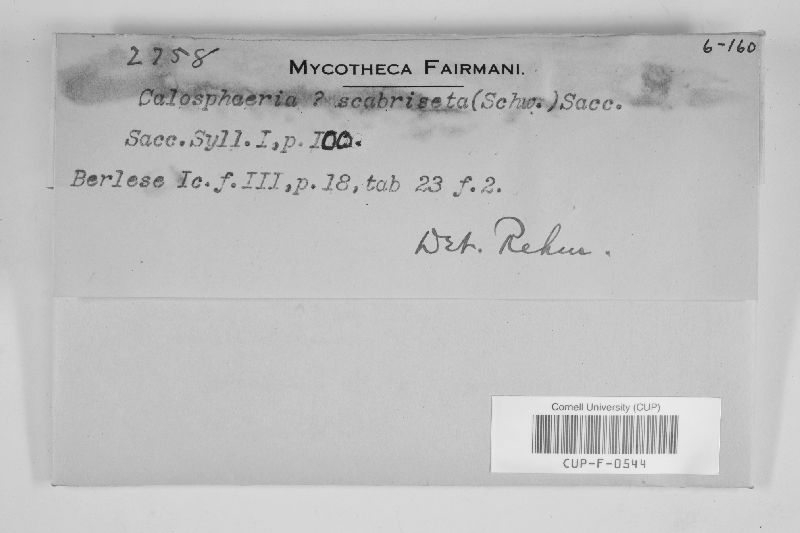 2758
6-160
MYCOTHECA FAIRMANI.
Calosphaeria ? scabriseta(Schw.)Sacc.
Sacc.Syll.I,p.100.
Berlese Ic.f.III,p.18,tab 23 f.2.
Det. Rehm.
Cornell University (CUP)
CUP-F-0544